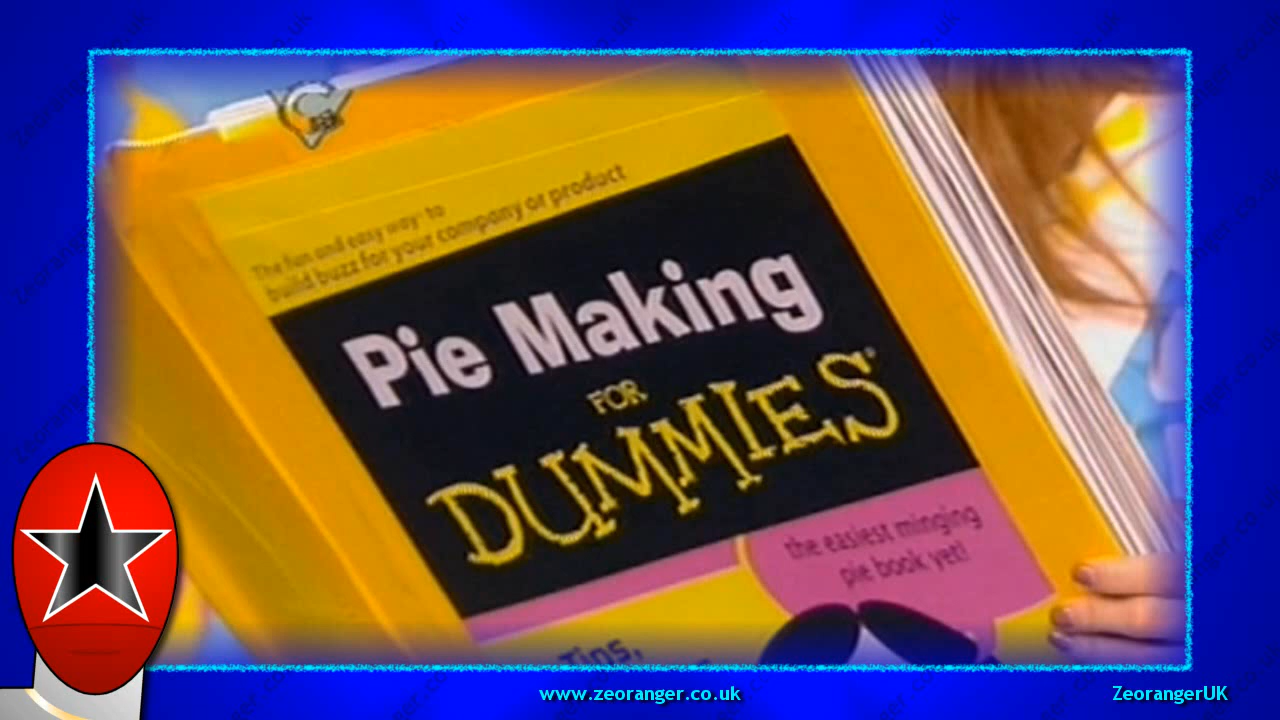 The fun and easy way to
build buzz for your company or product
Pie Making
FOR
DUMMIES
the easiest minging
pie book yet!
Tips,
www.zeoranger.co.uk
ZeorangerUK